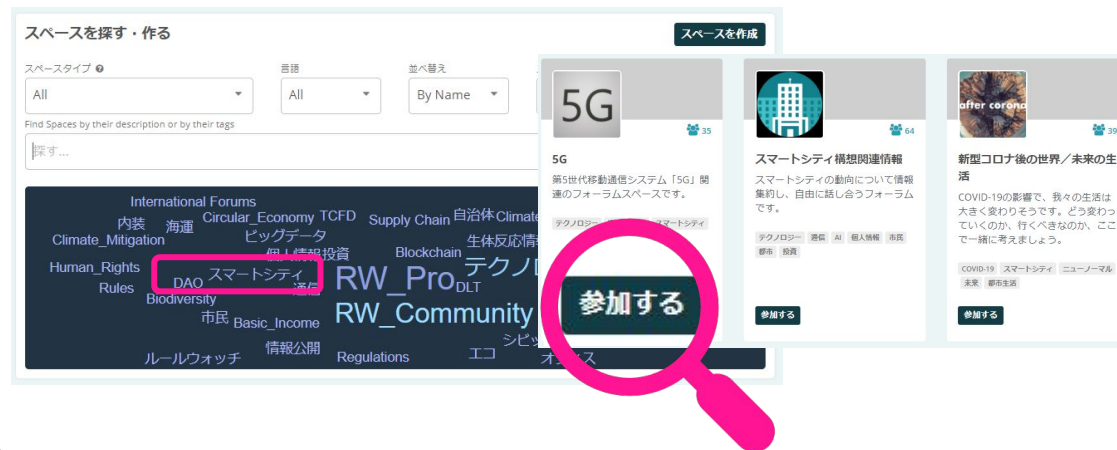 スペースを探す・作る
スペースを作成
スペースタイプ
言語
並べ替え
All
All
By Name
Find Spaces by their description or by their tags
探す...
International Forums
内装
海運
Circular_Economy
TCFD
Supply Chain
自治体
Climate_Mitigation
ビッグデータ
個人情報
投資
Blockchain
Human_Rights
DAO
スマートシティ
通信
RW_Pro
DLT
Rules
Biodiversity
市民
Basic_Income
RW_Community
ルールウォッチ
情報公開
Regulations
エコ
5G
35
5G
第5世代移動通信システム「5G」関
連のフォーラムスペースです。
テクノロジー
スマートシティ
参加する
64
スマートシティ構想関連情報
スマートシティの動向について情報
集約し、自由に話し合うフォーラム
です。
テクノロジー 通信 AI 個人情報 市民
都市 投資
参加する
after corona
39
新型コロナ後の世界／未来の生
活
COVID-19の影響で、我々の生活は
大きく変わりそうです。どう変わっ
ていくのか、行くべきなのか、ここ
で一緒に考えましょう。
COVID-19 スマートシティ ニューノーマル
未来 都市生活
参加する